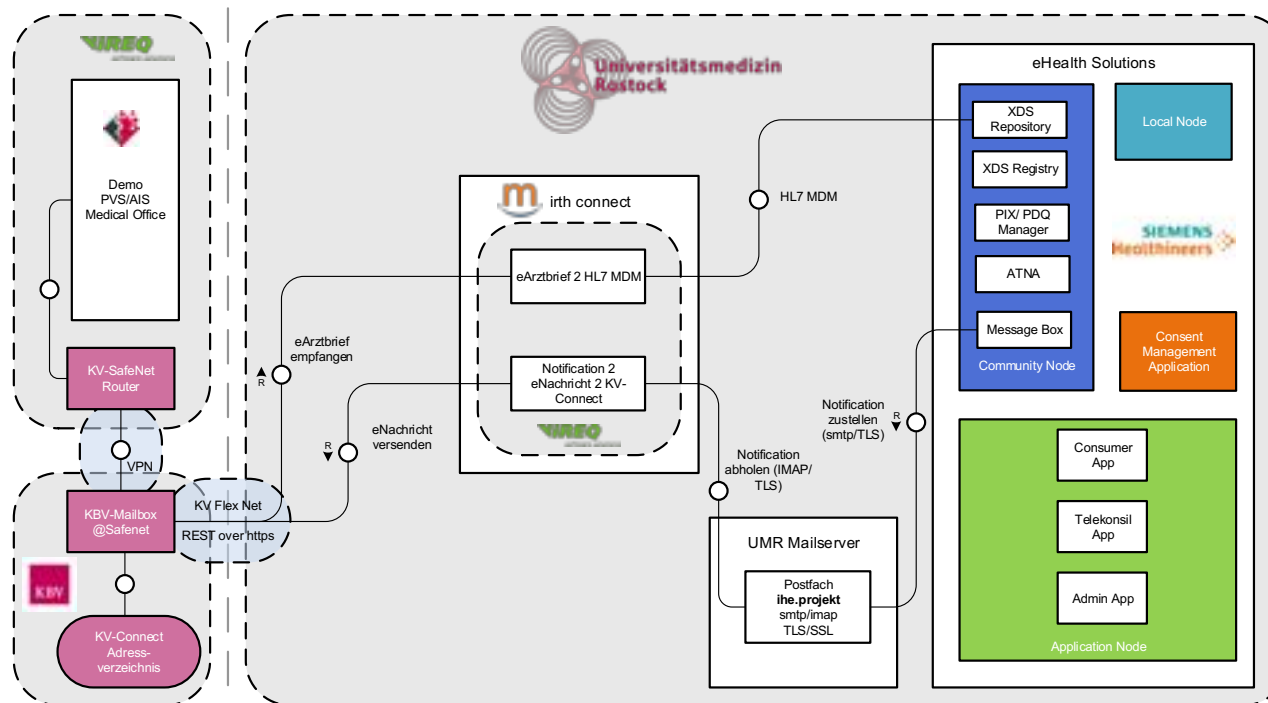 VIREQ
Demo
PVS/AIS
Medical Office
KV-SafeNet
Router
VPN
KBV-Mailbox
@Safenet
KBV
KV-Connect
Adress-
verzeichnis
KV Flex Net
REST over https
Universitätsmedizin
Rostock
eArztbrief
empfangen
R
eNachricht
versenden
R
m
irth connect
eArztbrief 2 HL7 MDM
Notification 2
eNachricht 2 KV-
Connect
VIREQ
HL7 MDM
Notification
abholen (IMAP/
TLS)
UMR Mailserver
Postfach
ihe.projekt
smtp/imap
TLS/SSL
Notification
zustellen
(smtp/TLS)
R
eHealth Solutions
XDS
Repository
XDS Registry
PIX/ PDQ
Manager
ATNA
Message Box
Community Node
Local Node
SIEMENS
Healthineers
Consent
Management
Application
Consumer
App
Telekonsil
App
Admin App
Application Node